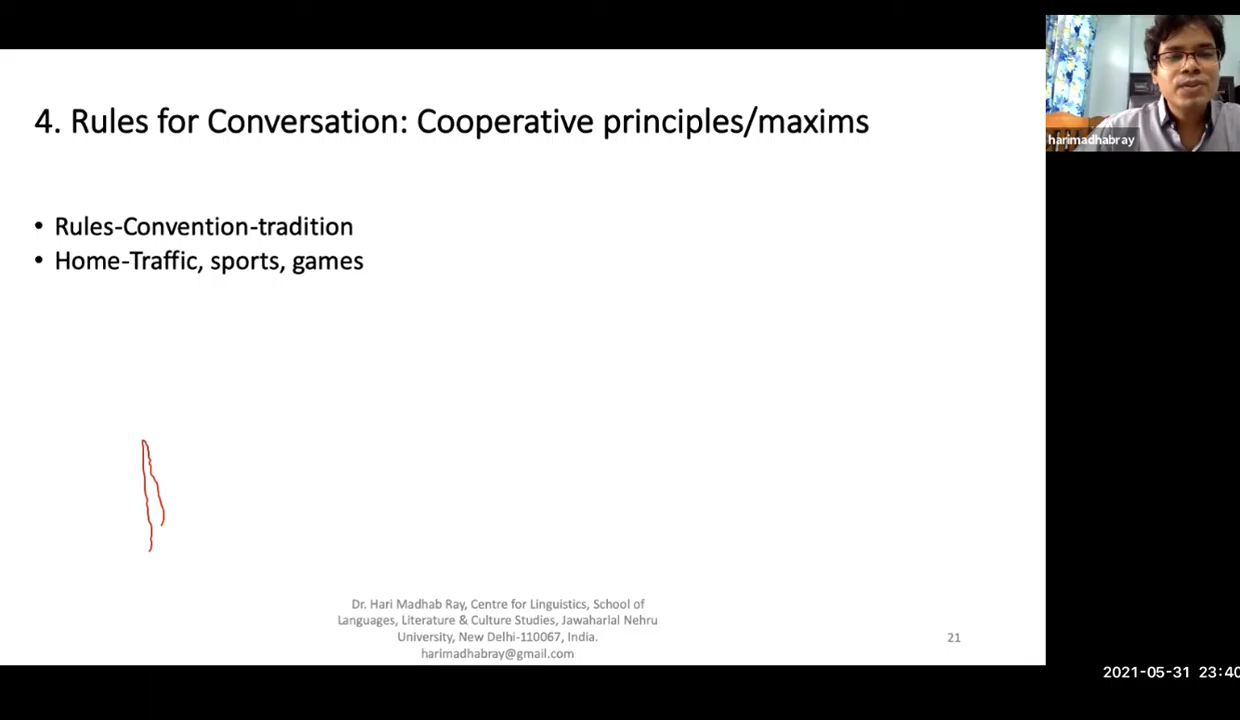 4. Rules for Conversation: Cooperative principles/maxims
• Rules-Convention-tradition
• Home-Traffic, sports, games
Dr. Hari Madhab Ray, Centre for Linguistics, School of
Languages, Literature & Culture Studies, Jawaharlal Nehru
University, New Delhi-110067, India.
harimadhabray@gmail.com
21
harimadhabray
2021-05-31 23:40